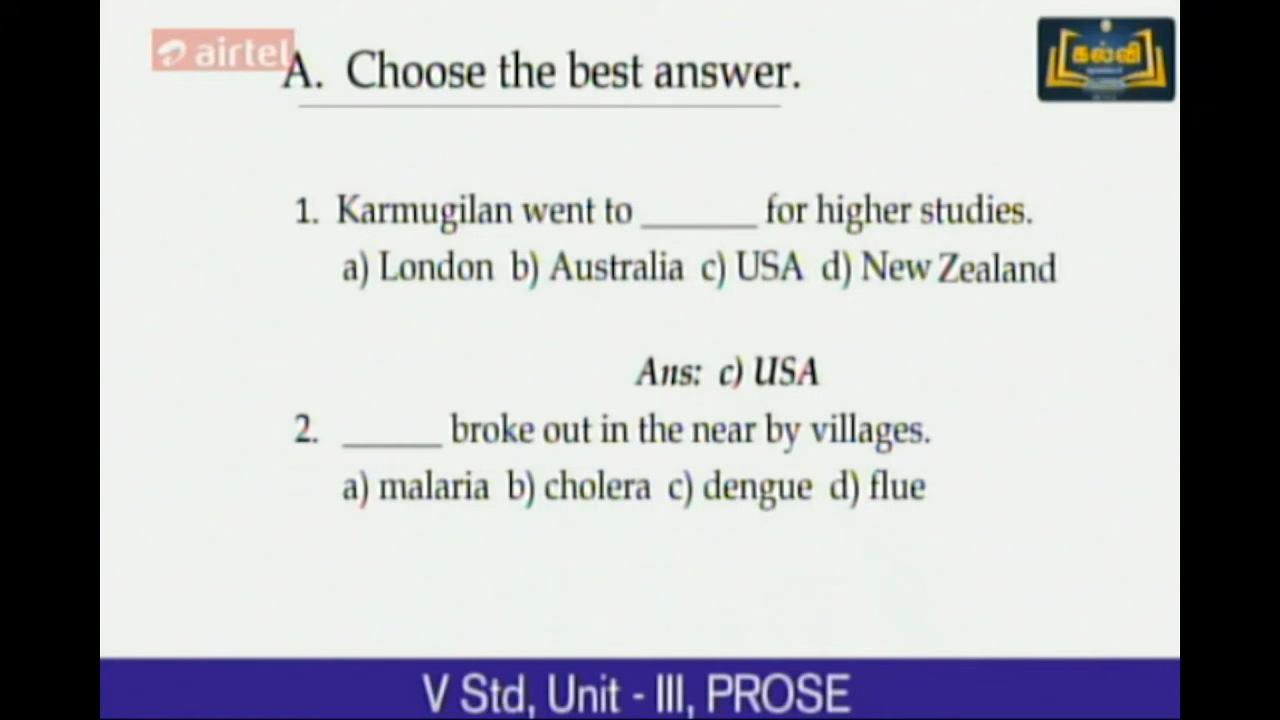 airtel
கல்வி
A. Choose the best answer.
1. Karmugilan went to ______ for higher studies.
a) London b) Australia c) USA d) New Zealand
Ans: c) USA
2. _____ broke out in the near by villages.
a) malaria b) cholera c) dengue d) flue
V Std, Unit - III, PROSE